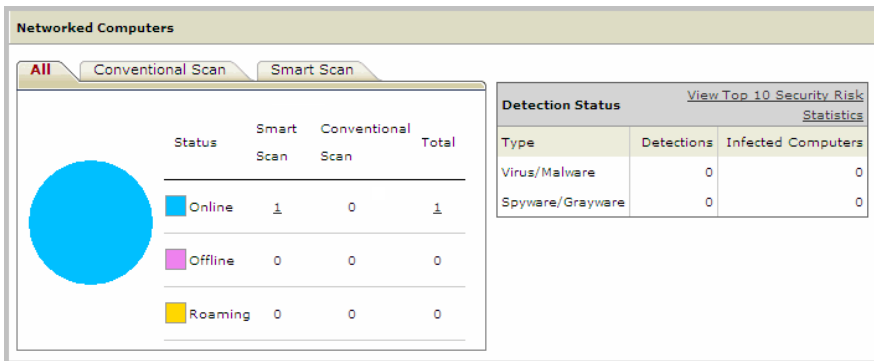 Networked Computers
All Conventional Scan Smart Scan
Status Smart Scan Conventional Scan Total
Online 1 0 1
Offline 0 0 0
Roaming 0 0 0
Detection Status View Top 10 Security Risk Statistics
Type Detections Infected Computers
Virus/Malware 0 0
Spyware/Grayware 0 0